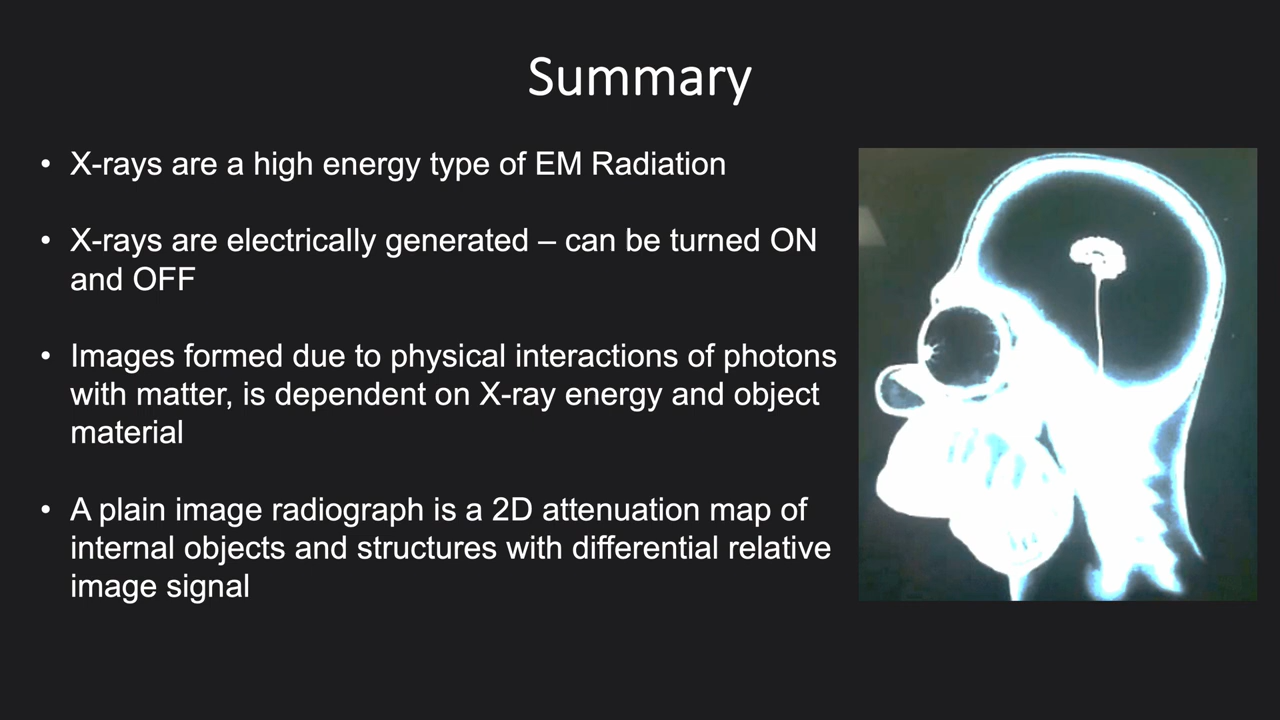 Summary
• X-rays are a high energy type of EM Radiation
• X-rays are electrically generated – can be turned ON
and OFF
• Images formed due to physical interactions of photons
with matter, is dependent on X-ray energy and object
material
• A plain image radiograph is a 2D attenuation map of
internal objects and structures with differential relative
image signal